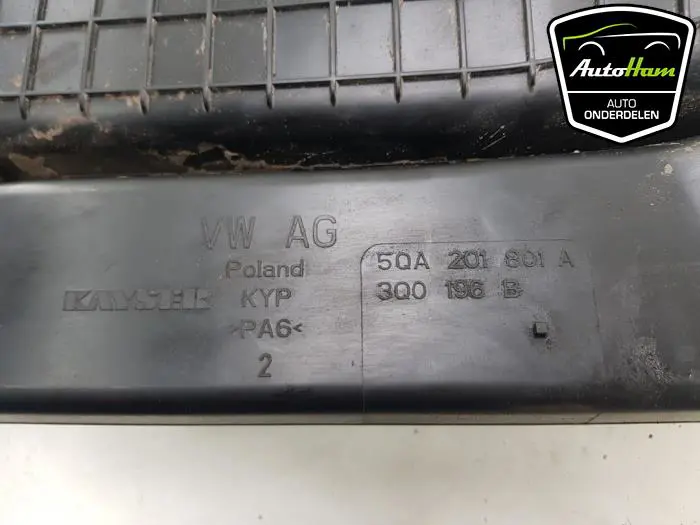 AutoHam
AUTO
ONDERDELEN
VW AG
Poland
KAYSER KYP
>PA6<
2
5QA 201 801 A
3Q0 196 B